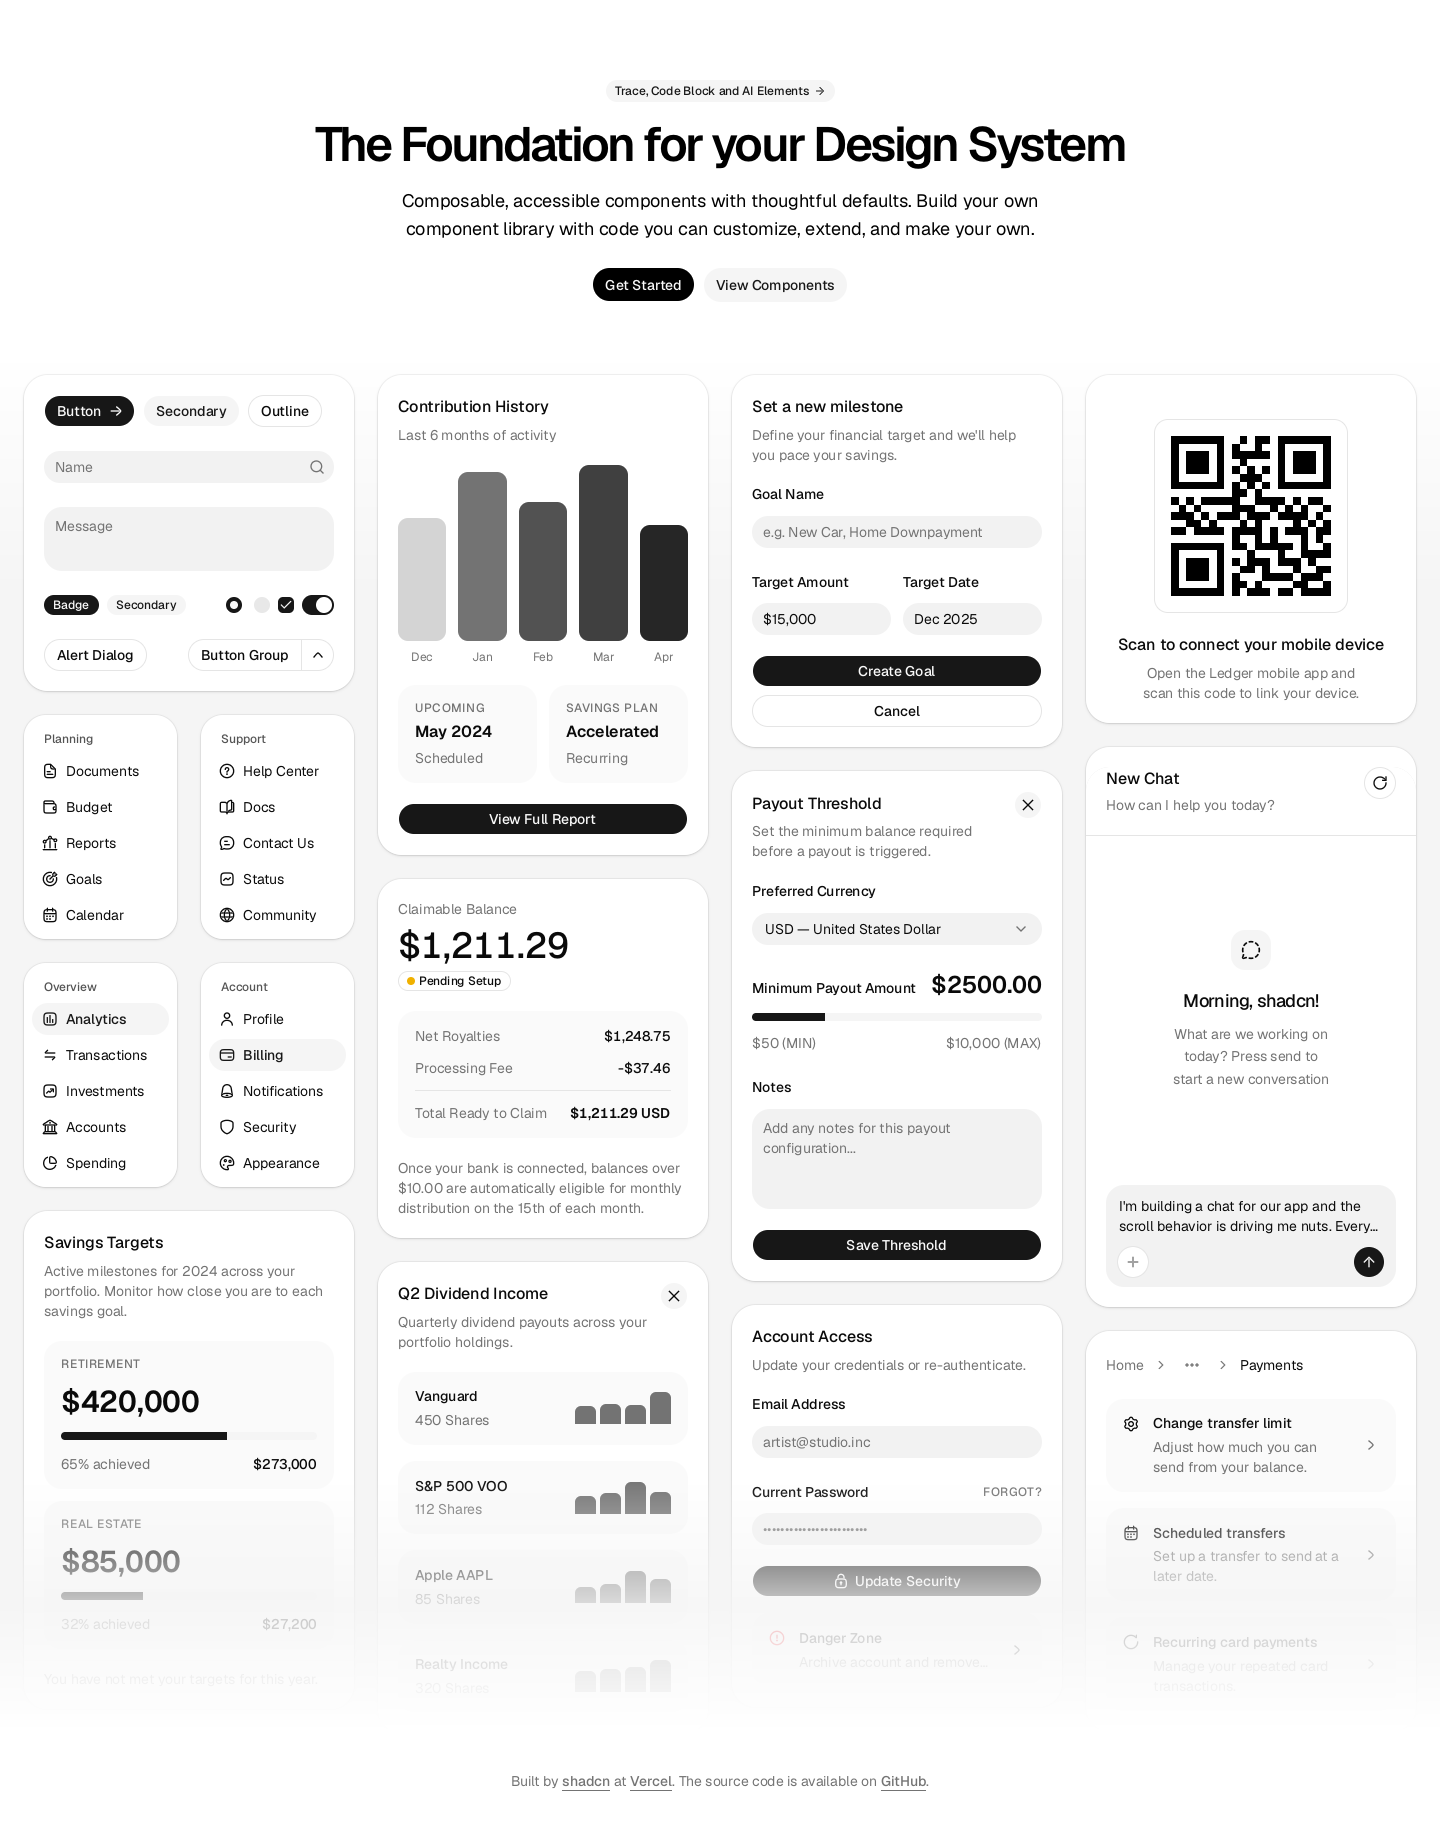 Trace, Code Block and AI Elements
The Foundation for your Design System
Composable, accessible components with thoughtful defaults. Build your own
component library with code you can customize, extend, and make your own.
Get Started
View Components
Button
Secondary
Outline
Name
Message
Badge
Secondary
Alert Dialog
Button Group
Planning
Documents
Budget
Reports
Goals
Calendar
Support
Help Center
Docs
Contact Us
Status
Community
Overview
Analytics
Transactions
Investments
Accounts
Spending
Account
Profile
Billing
Notifications
Security
Appearance
Savings Targets
Active milestones for 2024 across your
portfolio. Monitor how close you are to each
savings goal.
RETIREMENT
$420,000
65% achieved
$273,000
REAL ESTATE
$85,000
32% achieved
$27,200
You have not met your targets for this year.
Contribution History
Last 6 months of activity
Dec
Jan
Feb
Mar
Apr
UPCOMING
May 2024
Scheduled
SAVINGS PLAN
Accelerated
Recurring
View Full Report
Claimable Balance
$1,211.29
Pending Setup
Net Royalties
$1,248.75
Processing Fee
-$37.46
Total Ready to Claim
$1,211.29 USD
Once your bank is connected, balances over
$10.00 are automatically eligible for monthly
distribution on the 15th of each month.
Q2 Dividend Income
Quarterly dividend payouts across your
portfolio holdings.
Vanguard
450 Shares
S&P 500 VOO
112 Shares
Apple AAPL
85 Shares
Realty Income
320 Shares
Set a new milestone
Define your financial target and we'll help
you pace your savings.
Goal Name
e.g. New Car, Home Downpayment
Target Amount
Target Date
$15,000
Dec 2025
Create Goal
Cancel
Payout Threshold
Set the minimum balance required
before a payout is triggered.
Preferred Currency
USD — United States Dollar
Minimum Payout Amount
$2500.00
$50 (MIN)
$10,000 (MAX)
Notes
Add any notes for this payout
configuration...
Save Threshold
Account Access
Update your credentials or re-authenticate.
Email Address
artist@studio.inc
Current Password
FORGOT?
Update Security
Danger Zone
Archive account and remove...
Scan to connect your mobile device
Open the Ledger mobile app and
scan this code to link your device.
New Chat
How can I help you today?
Morning, shadcn!
What are we working on
today? Press send to
start a new conversation
I'm building a chat for our app and the
scroll behavior is driving me nuts. Every...
Home
Payments
Change transfer limit
Adjust how much you can
send from your balance.
Scheduled transfers
Set up a transfer to send at a
later date.
Recurring card payments
Manage your repeated card
transactions.
Built by shadcn at Vercel. The source code is available on GitHub.